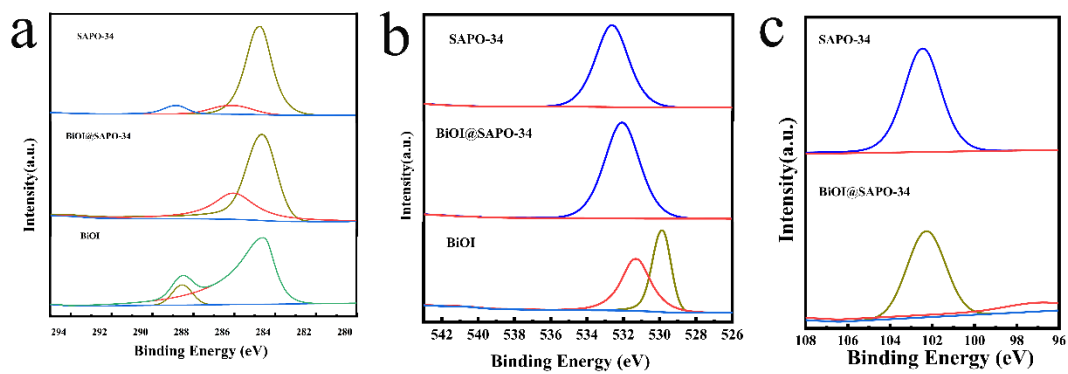 a
SAPO-34
BiOI@SAPO-34
BiOI
Intensity(a.u.)
294 292 290 288 286 284 282 280
Binding Energy (eV)
b
SAPO-34
BiOI@SAPO-34
BiOI
Intensity(a.u.)
542 540 538 536 534 532 530 528 526
Binding Energy (eV)
c
SAPO-34
BiOI@SAPO-34
Intensity(a.u.)
108 106 104 102 100 98 96
Binding Energy (eV)